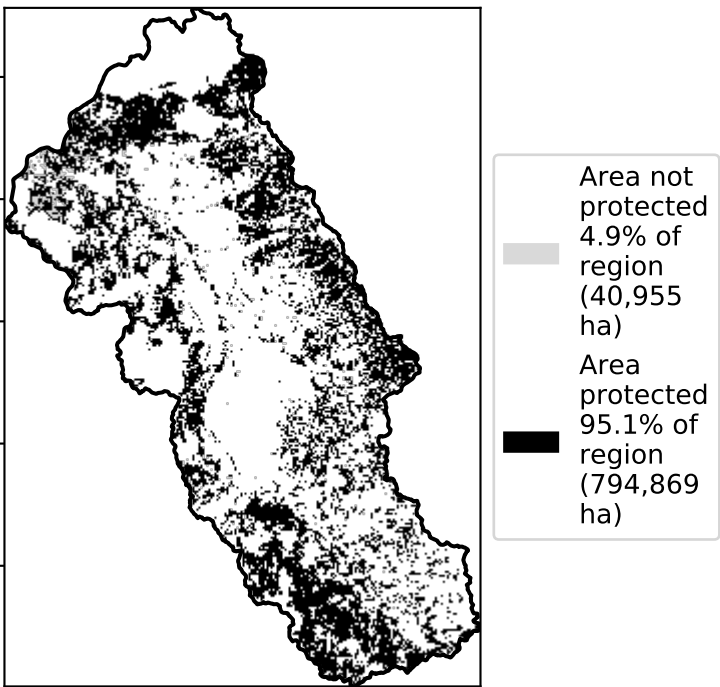 Area not
protected
4.9% of
region
(40,955
ha)
Area
protected
95.1% of
region
(794,869
ha)